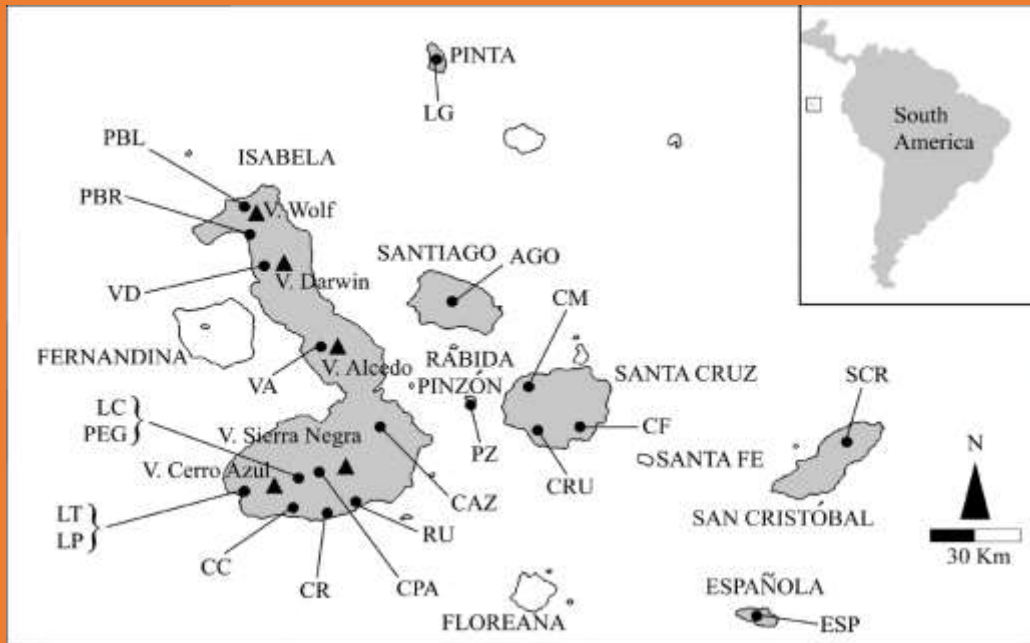 PINTA
LG
South
America
PBL
ISABELA
PBR
V. Wolf
SANTIAGO
AGO
VD
V. Darwin
CM
FERNANDINA
RÁBIDA
VA
V. Alcedo
PINZÓN
SANTA CRUZ
SCR
LC
PEG
V. Sierra Negra
PZ
CF
N
V. Cerro Azul
SANTA FE
CAZ
CRU
LT
LP
RU
SAN CRISTÓBAL
CC
CR
CPA
30 Km
FLOREANA
ESPAÑOLA
ESP